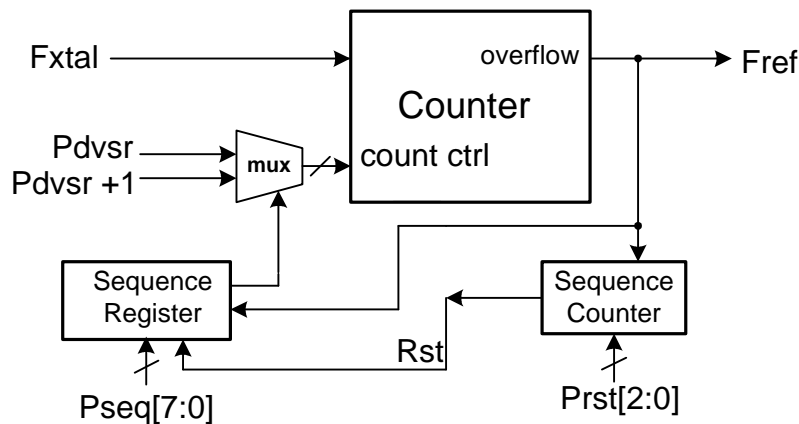 Fxtal
overflow
Fref
Counter
Pdvsr
Pdvsr +1
mux
count ctrl
Sequence
Register
Sequence
Counter
Rst
Pseq[7:0]
Prst[2:0]